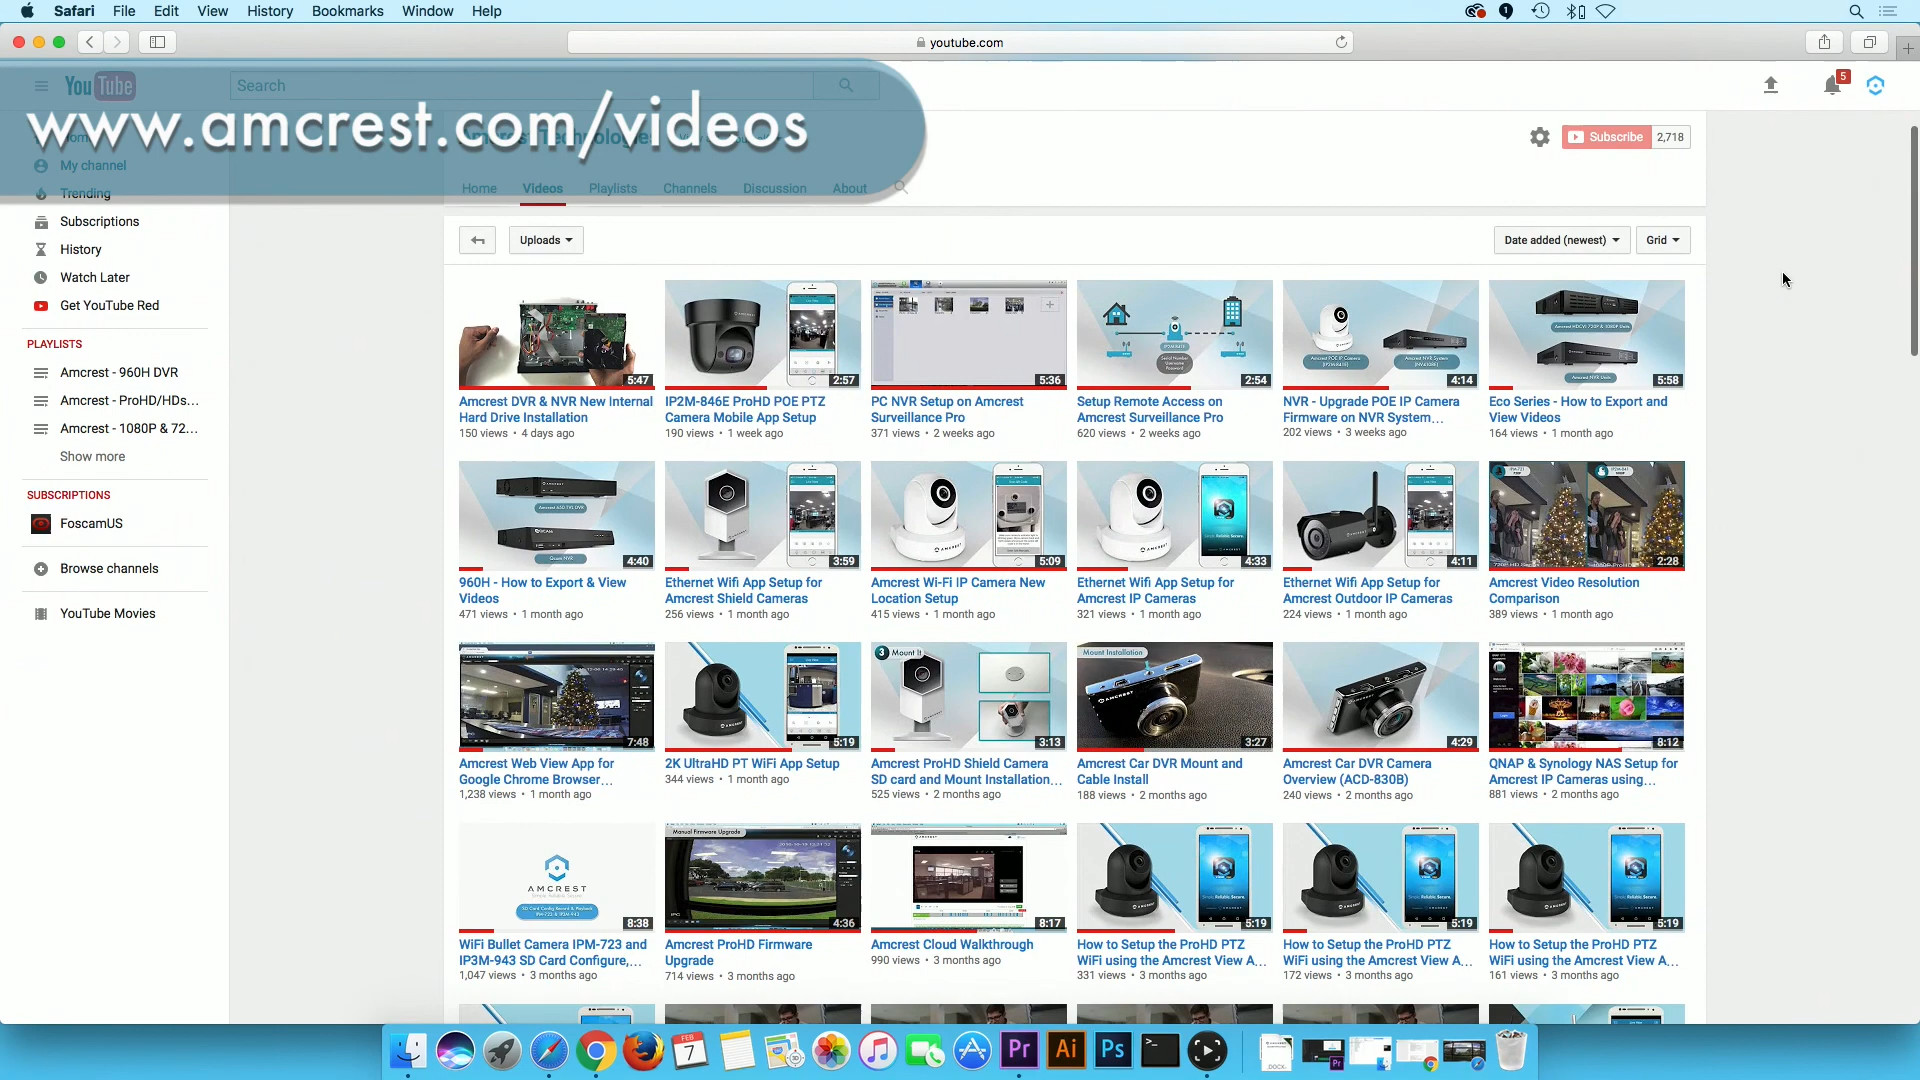 Safari File Edit View History Bookmarks Window Help
youtube.com
YouTube Search
5
www.amcrest.com/videos
Subscribe 2,718
My channel
Home Videos Playlists Channels Discussion About
Trending
Subscriptions
History
Watch Later
Get YouTube Red
PLAYLISTS
Amcrest - 960H DVR
Amcrest - ProHD/HDs...
Amcrest - 1080P & 72...
Show more
SUBSCRIPTIONS
FoscamUS
Browse channels
YouTube Movies
Uploads Date added (newest) Grid
5:47 2:57 5:36 2:54 4:14 5:58
Amcrest DVR & NVR New Internal
Hard Drive Installation
150 views • 4 days ago
IP2M-846E ProHD POE PTZ
Camera Mobile App Setup
190 views • 1 week ago
PC NVR Setup on Amcrest
Surveillance Pro
371 views • 2 weeks ago
Setup Remote Access on
Amcrest Surveillance Pro
620 views • 2 weeks ago
NVR - Upgrade POE IP Camera
Firmware on NVR System...
202 views • 3 weeks ago
Eco Series - How to Export and
View Videos
164 views • 1 month ago
4:40 3:59 5:09 4:33 4:11 2:28
960H - How to Export & View
Videos
471 views • 1 month ago
Ethernet Wifi App Setup for
Amcrest Shield Cameras
256 views • 1 month ago
Amcrest Wi-Fi IP Camera New
Location Setup
415 views • 1 month ago
Ethernet Wifi App Setup for
Amcrest IP Cameras
321 views • 1 month ago
Ethernet Wifi App Setup for
Amcrest Outdoor IP Cameras
224 views • 1 month ago
Amcrest Video Resolution
Comparison
389 views • 1 month ago
3 Mount It
Mount Installation
7:48 5:19 3:13 3:27 4:29 8:12
Amcrest Web View App for
Google Chrome Browser...
1,238 views • 1 month ago
2K UltraHD PT WiFi App Setup
344 views • 1 month ago
Amcrest ProHD Shield Camera
SD card and Mount Installation...
525 views • 2 months ago
Amcrest Car DVR Mount and
Cable Install
188 views • 2 months ago
Amcrest Car DVR Camera
Overview (ACD-830B)
240 views • 2 months ago
QNAP & Synology NAS Setup for
Amcrest IP Cameras using...
881 views • 2 months ago
Manual Firmware Upgrade
AMCREST
8:38 4:36 8:17 5:19 5:19 5:19
WiFi Bullet Camera IPM-723 and
IP3M-943 SD Card Configure,...
1,047 views • 3 months ago
Amcrest ProHD Firmware
Upgrade
714 views • 3 months ago
Amcrest Cloud Walkthrough
990 views • 3 months ago
How to Setup the ProHD PTZ
WiFi using the Amcrest View A...
331 views • 3 months ago
How to Setup the ProHD PTZ
WiFi using the Amcrest View A...
172 views • 3 months ago
How to Setup the ProHD PTZ
WiFi using the Amcrest View A...
161 views • 3 months ago
FEB
7
Pr Ai Ps